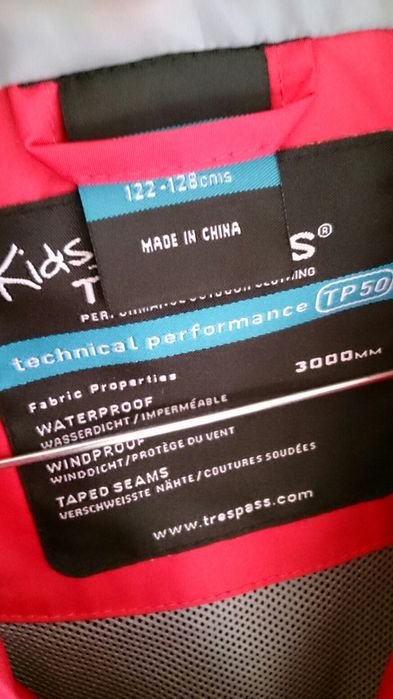 122-128cms
MADE IN CHINA
Kids
T S®
technical performance TP50
Fabric Properties
3000MM
WATERPROOF
WASSERDICHT/IMPERMÉABLE
WINDPROOF
WINDDICHT/PROTÈGE DU VENT
TAPED SEAMS
VERSCHWEISSTE NÄHTE/COUTURES SOUDÉES
www.trespass.com